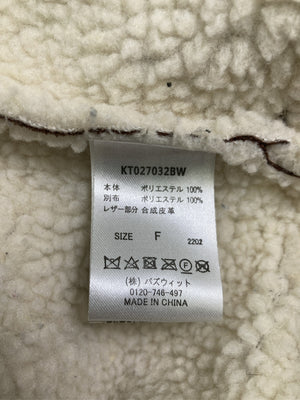 KT027032BW
本体 ポリエステル 100%
別布 ポリエステル 100%
レザー部分 合成皮革
SIZE F 2202
(株) バズウィット
0120-746-497
MADE IN CHINA